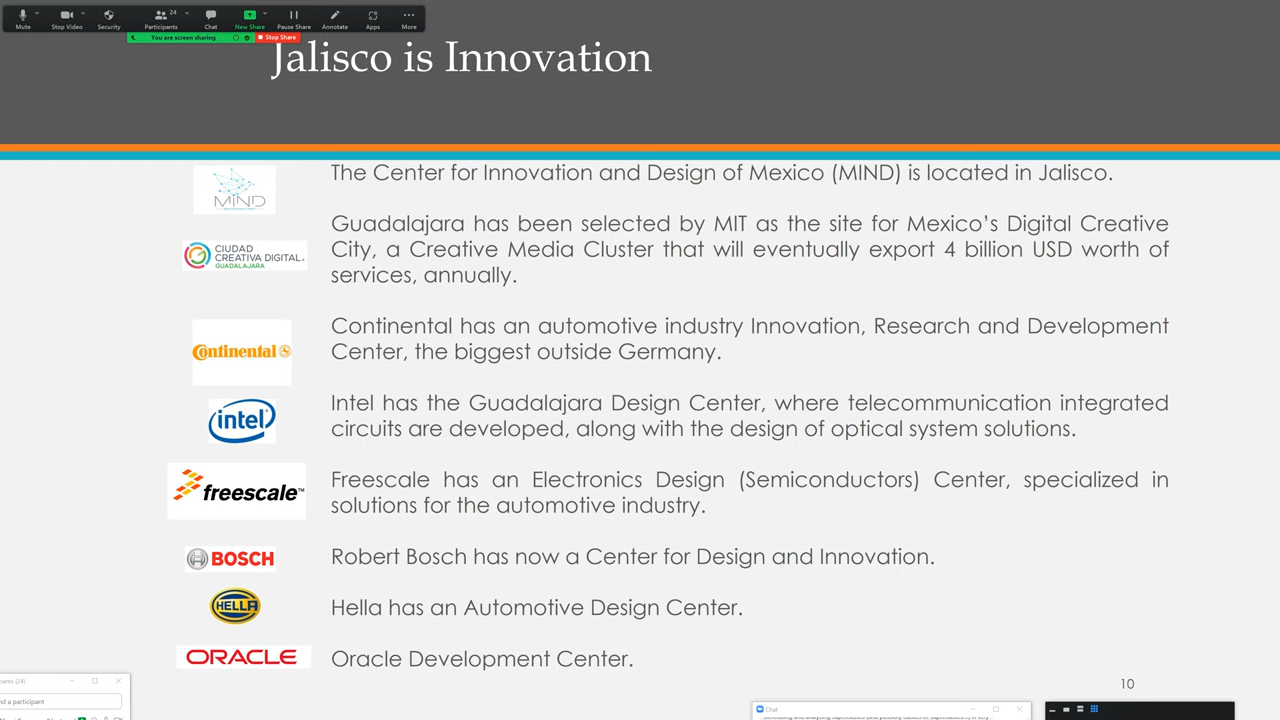 Mute
Stop Video
Security
Participants
24
Chat
New Share
Pause Share
Annotate
Apps
More
You are screen sharing
Stop Share
Jalisco is Innovation
MIND
The Center for Innovation and Design of Mexico (MIND) is located in Jalisco.
CIUDAD
CREATIVA DIGITAL.
GUADALAJARA
Guadalajara has been selected by MIT as the site for Mexico’s Digital Creative
City, a Creative Media Cluster that will eventually export 4 billion USD worth of
services, annually.
Continental
Continental has an automotive industry Innovation, Research and Development
Center, the biggest outside Germany.
intel
Intel has the Guadalajara Design Center, where telecommunication integrated
circuits are developed, along with the design of optical system solutions.
freescale™
Freescale has an Electronics Design (Semiconductors) Center, specialized in
solutions for the automotive industry.
BOSCH
Robert Bosch has now a Center for Design and Innovation.
HELLA
Hella has an Automotive Design Center.
ORACLE
Oracle Development Center.
10
pants (24)
nd a participant
Chat